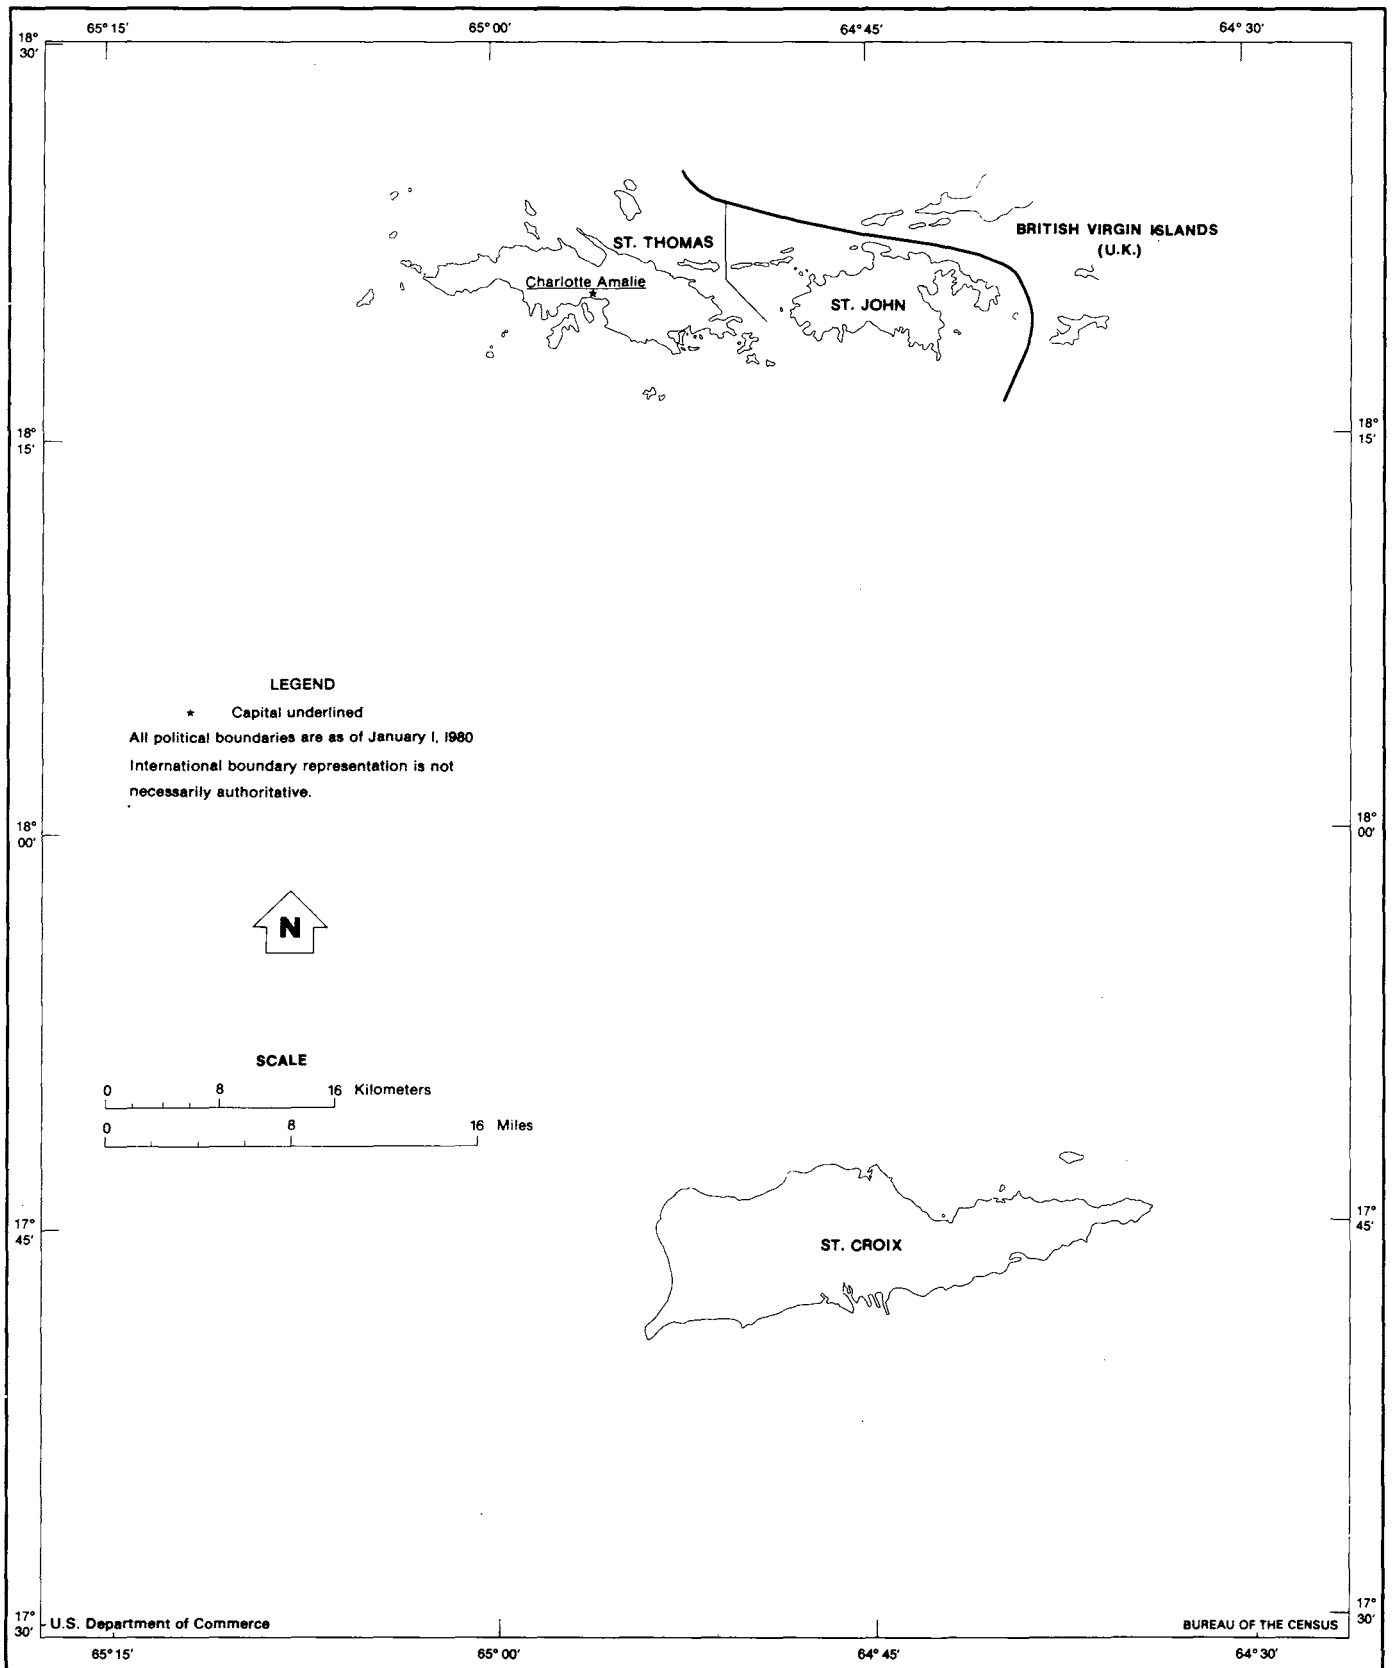 65° 15′ 65° 00′ 64° 45′ 64° 30′
18°
30′
ST. THOMAS
BRITISH VIRGIN ISLANDS
(U.K.)
Charlotte Amalie
ST. JOHN
18°
15′
18°
15′
LEGEND
★ Capital underlined
All political boundaries are as of January 1, 1980
International boundary representation is not
necessarily authoritative.
18°
00′
18°
00′
N
SCALE
0 8 16 Kilometers
0 8 16 Miles
17°
45′
17°
45′
ST. CROIX
17°
30′
17°
30′
U.S. Department of Commerce
BUREAU OF THE CENSUS
65° 15′ 65° 00′ 64° 45′ 64° 30′